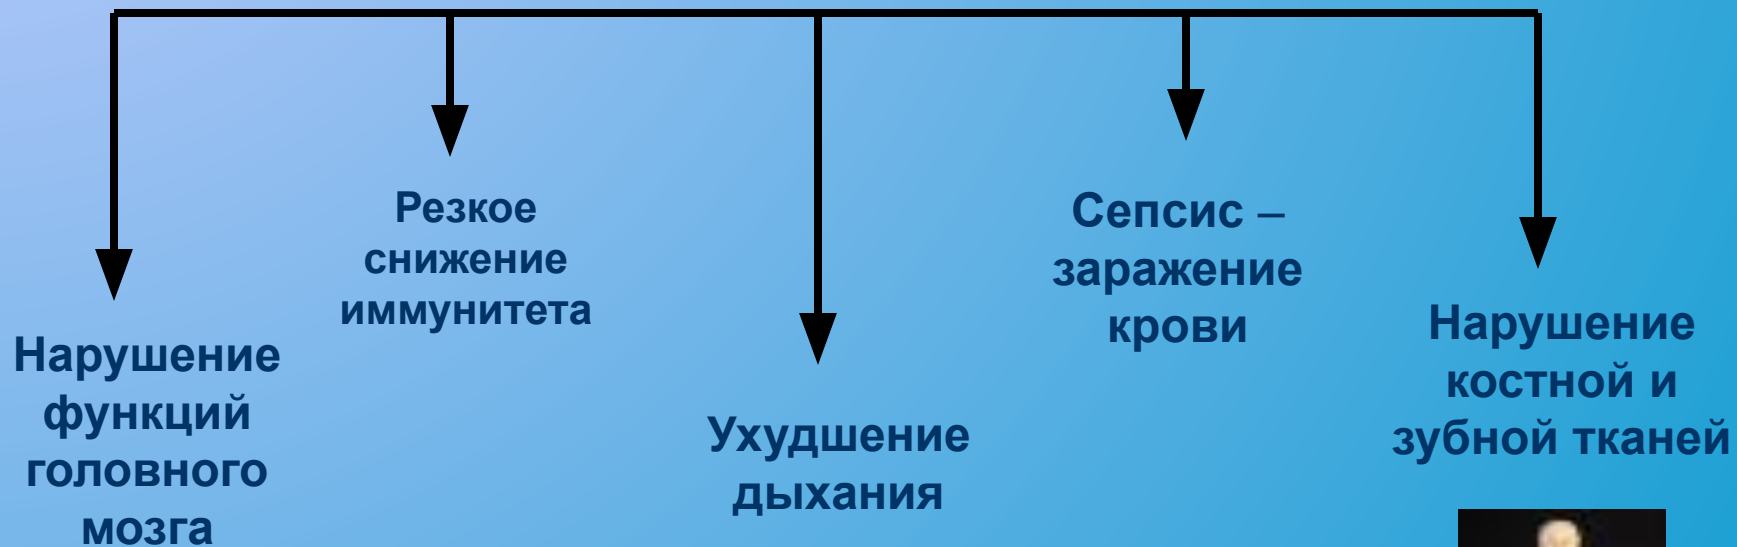 Нарушение
функций
головного
мозга
Резкое
снижение
иммунитета
Ухудшение
дыхания
Сепсис –
заражение
крови
Нарушение
костной и
зубной тканей